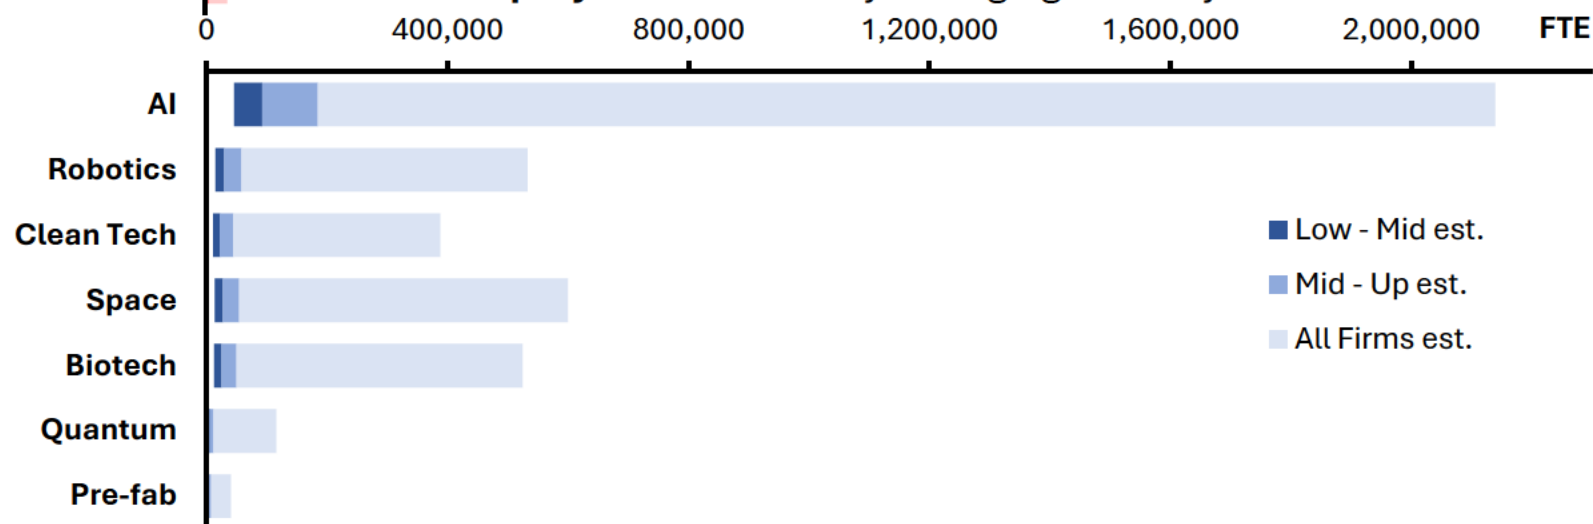 0 400,000 800,000 1,200,000 1,600,000 2,000,000 FTE
AI
Robotics
Clean Tech
Space
Biotech
Quantum
Pre-fab
Low - Mid est.
Mid - Up est.
All Firms est.